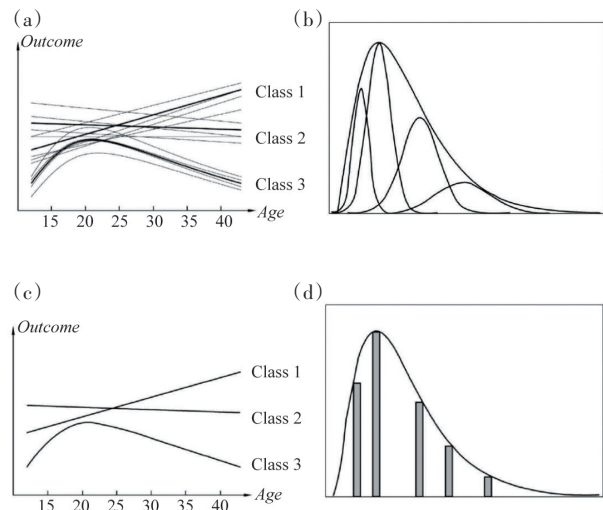 (a)
Outcome
Class 1
Class 2
Class 3
15 20 25 30 35 40 Age
(b)
(c)
Outcome
Class 1
Class 2
Class 3
15 20 25 30 35 40 Age
(d)